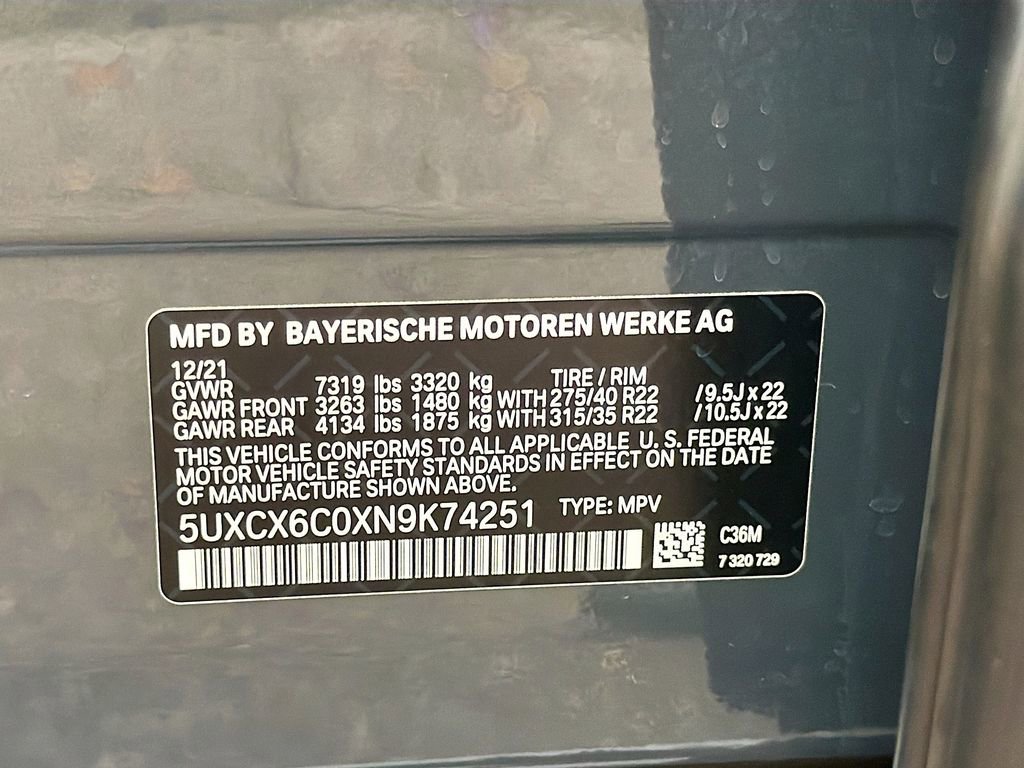 MFD BY BAYERISCHE MOTOREN WERKE AG
12/21
GVWR 7319 lbs 3320 kg TIRE / RIM
GAWR FRONT 3263 lbs 1480 kg WITH 275/40 R22 /9.5J x 22
GAWR REAR 4134 lbs 1875 kg WITH 315/35 R22 /10.5J x 22
THIS VEHICLE CONFORMS TO ALL APPLICABLE U. S. FEDERAL
MOTOR VEHICLE SAFETY STANDARDS IN EFFECT ON THE DATE
OF MANUFACTURE SHOWN ABOVE.
5UXCX6C0XN9K74251 TYPE: MPV
C36M
7 320 729